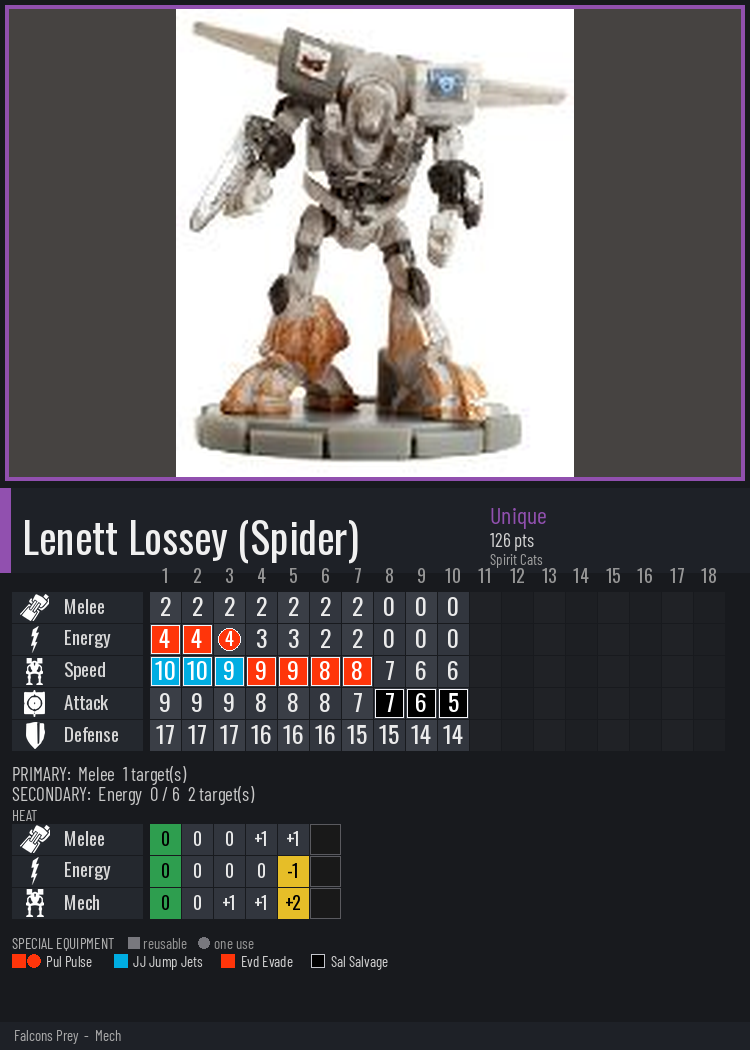 Lenett Lossey (Spider)
Unique
126 pts
Spirit Cats
1 2 3 4 5 6 7 8 9 10 11 12 13 14 15 16 17 18
Melee 2 2 2 2 2 2 2 0 0 0
Energy 4 4 4 3 3 2 2 0 0 0
Speed 10 10 9 9 9 8 8 7 6 6
Attack 9 9 9 8 8 8 7 7 6 5
Defense 17 17 17 16 16 16 15 15 14 14
PRIMARY: Melee 1 target(s)
SECONDARY: Energy 0 / 6 2 target(s)
HEAT
Melee 0 0 0 +1 +1
Energy 0 0 0 0 -1
Mech 0 0 +1 +1 +2
SPECIAL EQUIPMENT reusable one use
Pul Pulse JJ Jump Jets Evd Evade Sal Salvage
Falcons Prey - Mech